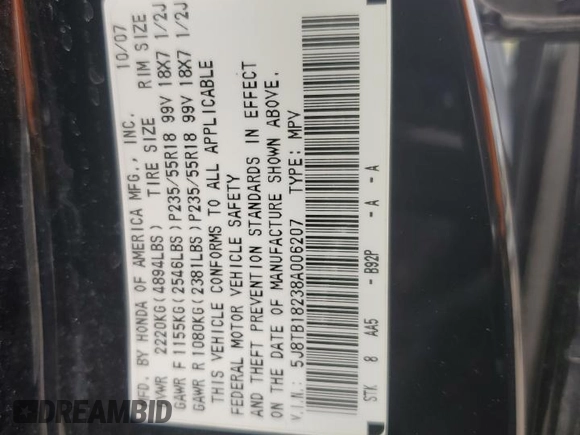 MFD. BY HONDA OF AMERICA MFG., INC. 10/07
GVWR 2220KG(4894LBS) TIRE SIZE RIM SIZE
GAWR F 1155KG(2546LBS)P235/55R18 99V 18X7 1/2J
GAWR R 1080KG(2381LBS)P235/55R18 99V 18X7 1/2J
THIS VEHICLE CONFORMS TO ALL APPLICABLE
FEDERAL MOTOR VEHICLE SAFETY
AND THEFT PREVENTION STANDARDS IN EFFECT
ON THE DATE OF MANUFACTURE SHOWN ABOVE.
V.I.N.: 5J8TB18238A006207 TYPE: MPV
STK 8 AA5 - B92P - A - A
DREAMBID